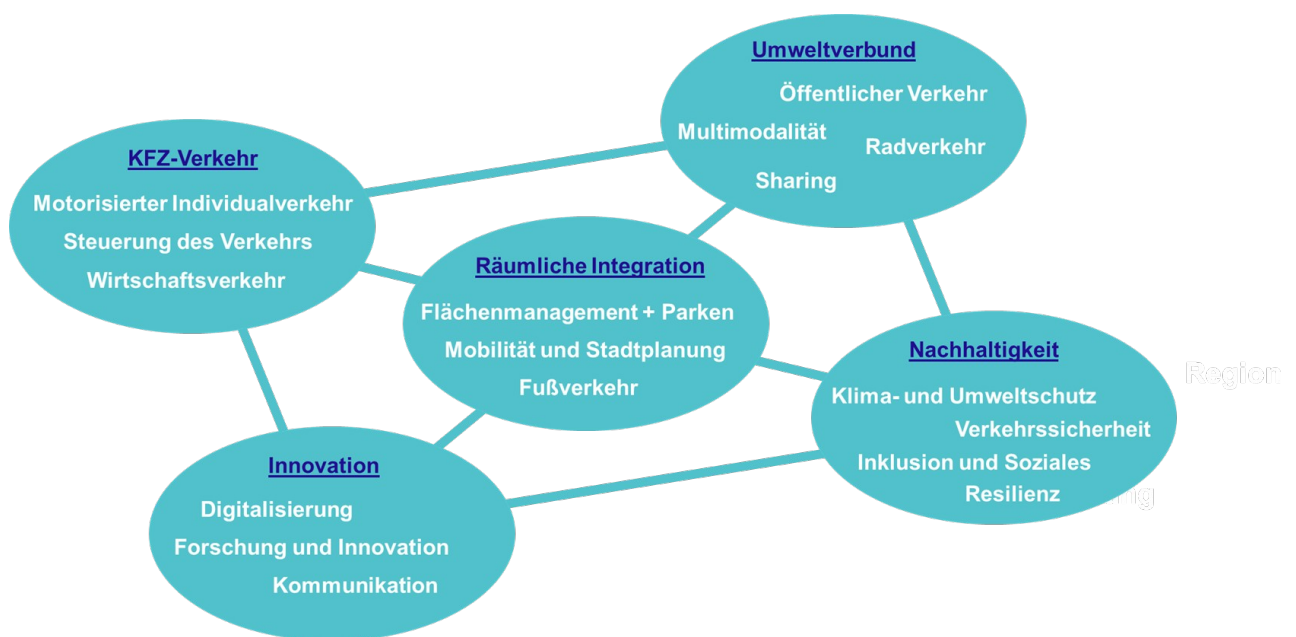 Umweltverbund
Öffentlicher Verkehr
Multimodalität
Radverkehr
Sharing
KFZ-Verkehr
Motorisierter Individualverkehr
Steuerung des Verkehrs
Wirtschaftsverkehr
Räumliche Integration
Flächenmanagement + Parken
Mobilität und Stadtplanung
Fußverkehr
Nachhaltigkeit
Klima- und Umweltschutz
Verkehrssicherheit
Inklusion und Soziales
Resilienz
Region
Innovation
Digitalisierung
Forschung und Innovation
Kommunikation